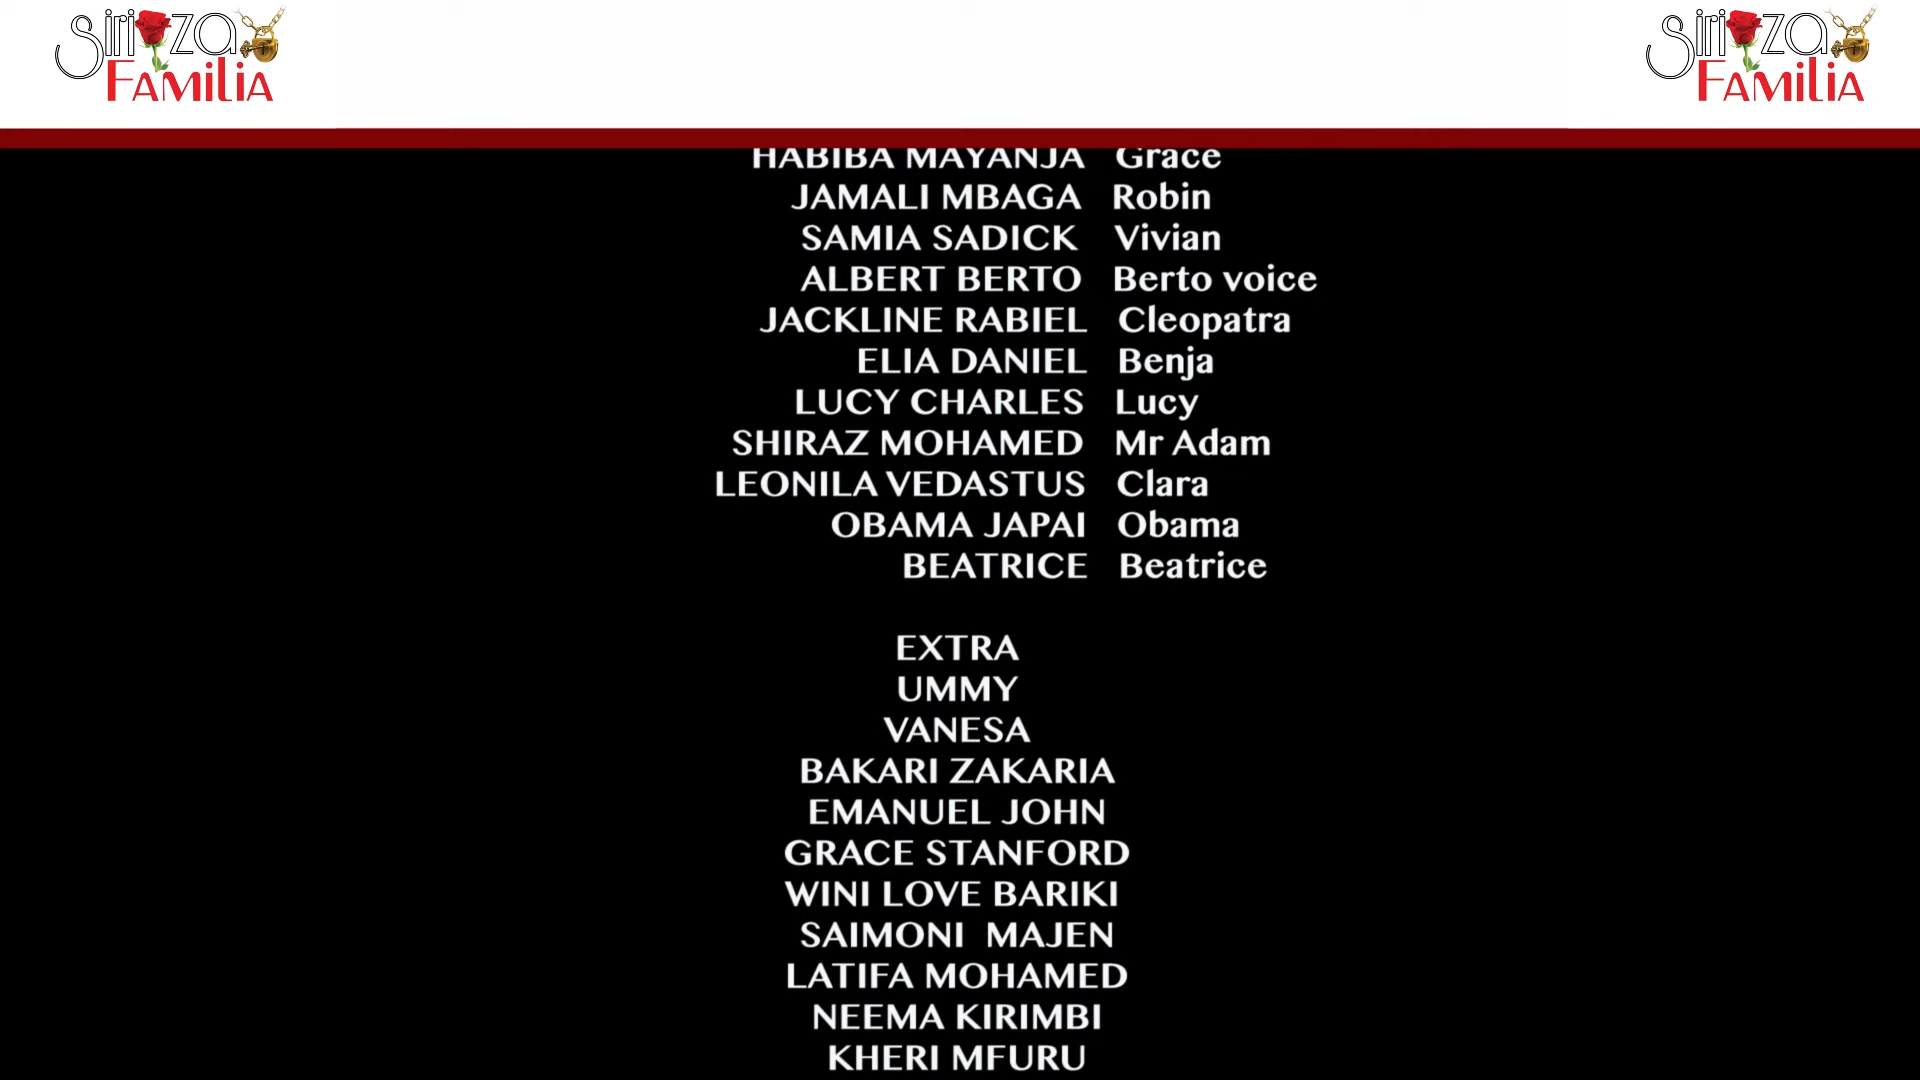 Siri za
FAMILIA
Siri za
FAMILIA
HABIBA MAYANJA Grace
JAMALI MBAGA Robin
SAMIA SADICK Vivian
ALBERT BERTO Berto voice
JACKLINE RABIEL Cleopatra
ELIA DANIEL Benja
LUCY CHARLES Lucy
SHIRAZ MOHAMED Mr Adam
LEONILA VEDASTUS Clara
OBAMA JAPAI Obama
BEATRICE Beatrice
EXTRA
UMMY
VANESA
BAKARI ZAKARIA
EMANUEL JOHN
GRACE STANFORD
WINI LOVE BARIKI
SAIMONI MAJEN
LATIFA MOHAMED
NEEMA KIRIMBI
KHERI MFURU